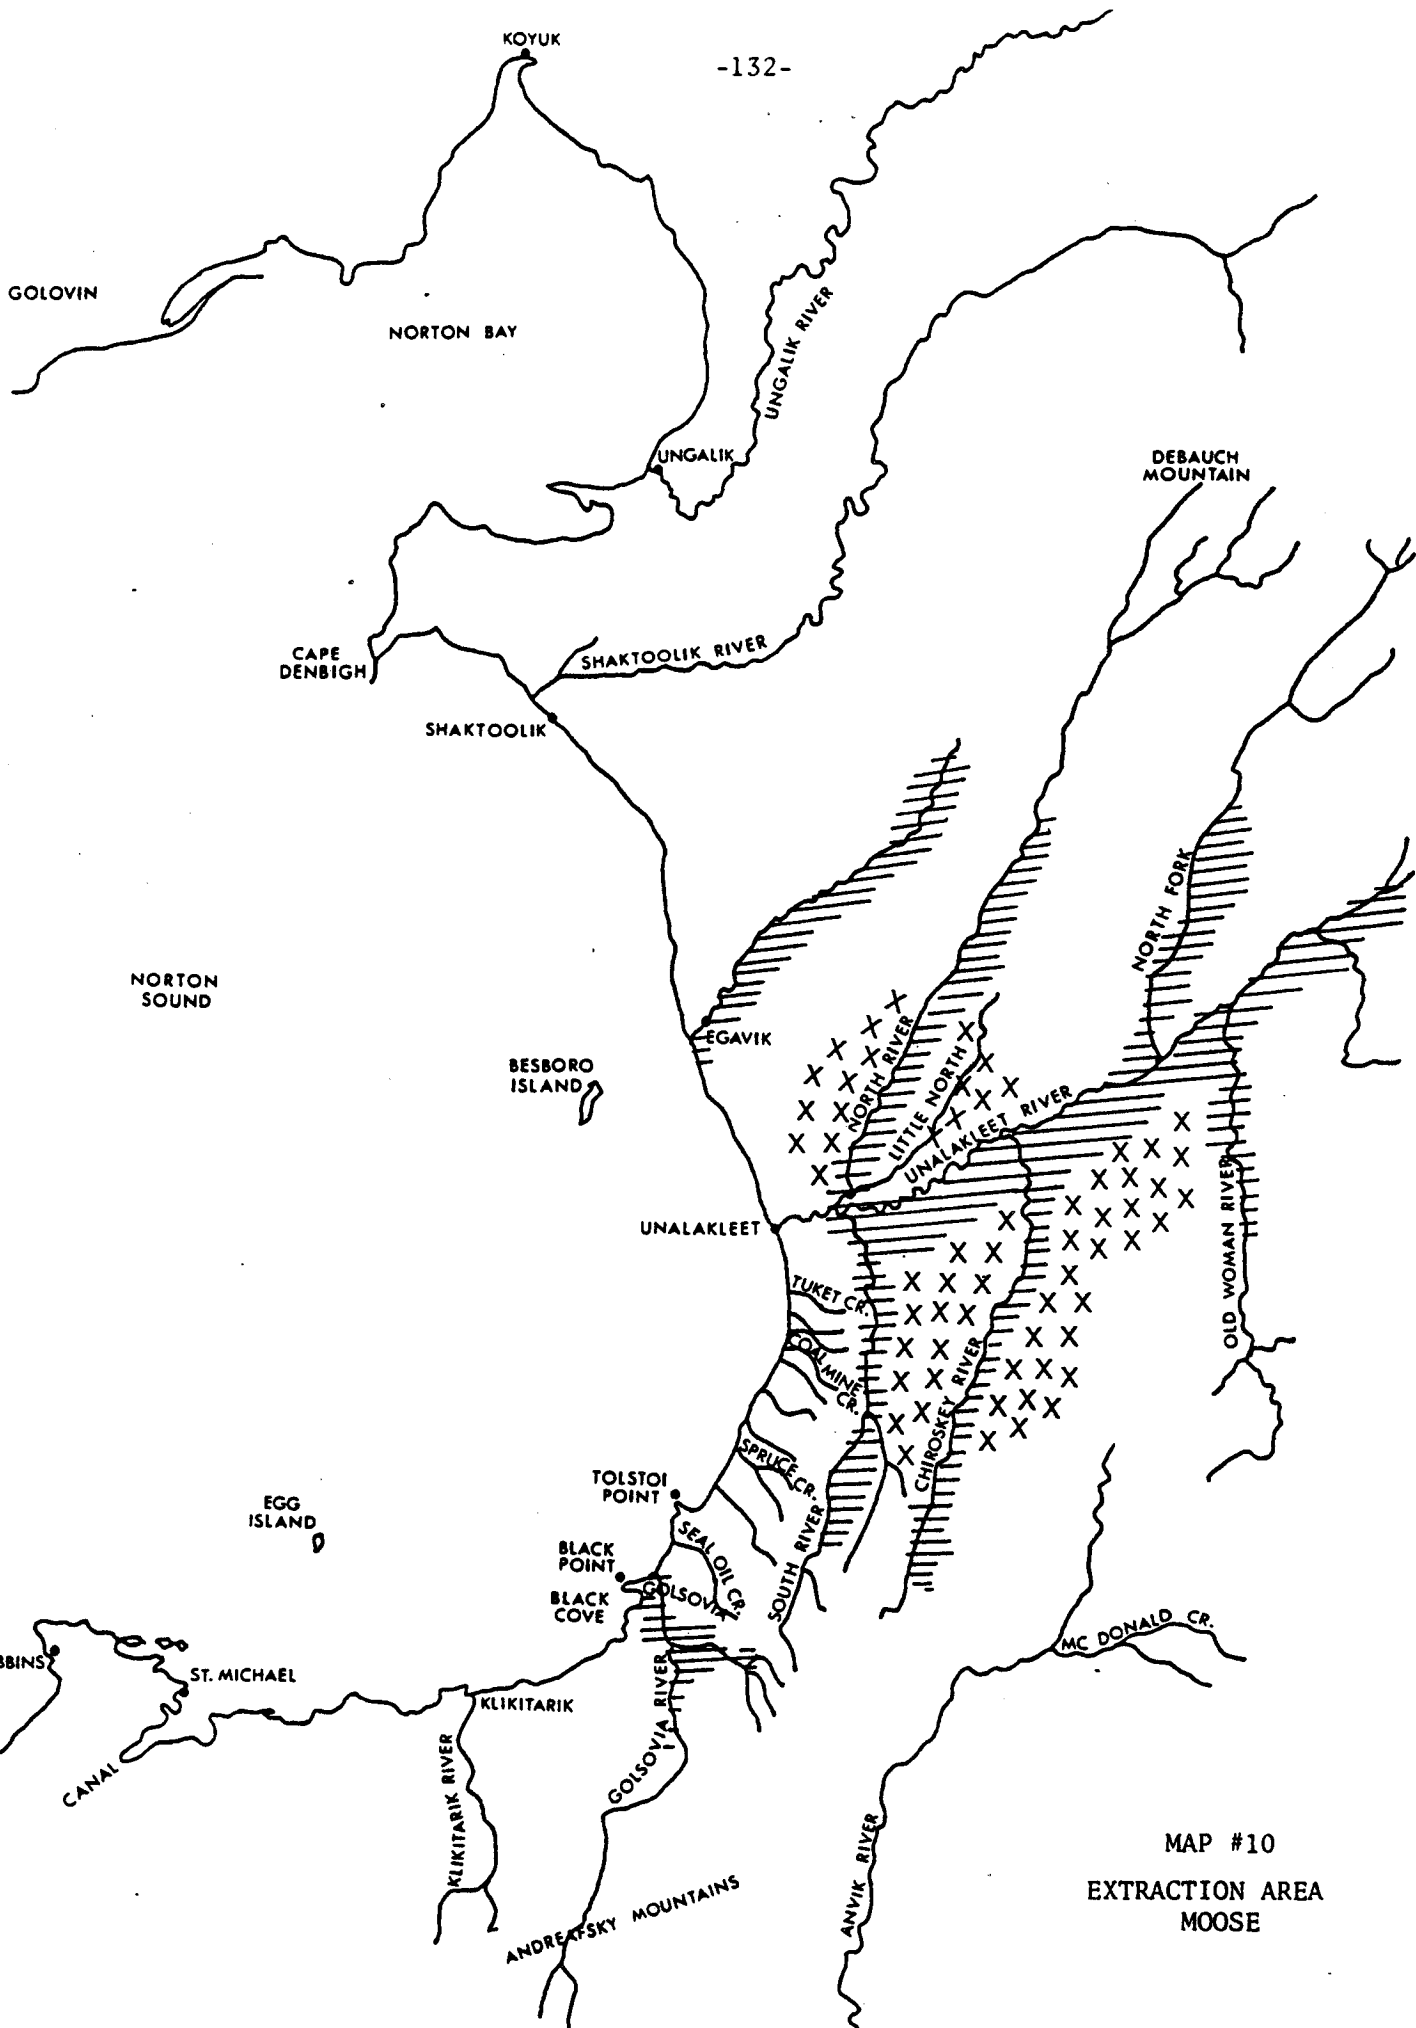 KOYUK
-132-
GOLOVIN
NORTON BAY
UNGALIK RIVER
UNGALIK
DEBAUCH
MOUNTAIN
CAPE
DENBIGH
SHAKTOOLIK RIVER
SHAKTOOLIK
NORTH FORK
NORTON
SOUND
EGAVIK
BESBORO
ISLAND
NORTH RIVER
LITTLE NORTH
UNALAKLEET RIVER
OLD WOMAN RIVER
UNALAKLEET
TUKET CR.
COAL MINE
CR.
CHIROSKEY RIVER
SPRUCE CR.
TOLSTOI
POINT
EGG
ISLAND
SEAL OIL CR.
SOUTH RIVER
BLACK
POINT
GOLSOVIA
BLACK
COVE
MC DONALD CR.
BBINS
ST. MICHAEL
KLIKITARIK
CANAL
KLIKITARIK RIVER
GOLSOVIA RIVER
ANVIK RIVER
ANDREAFSKY MOUNTAINS
MAP #10
EXTRACTION AREA
MOOSE